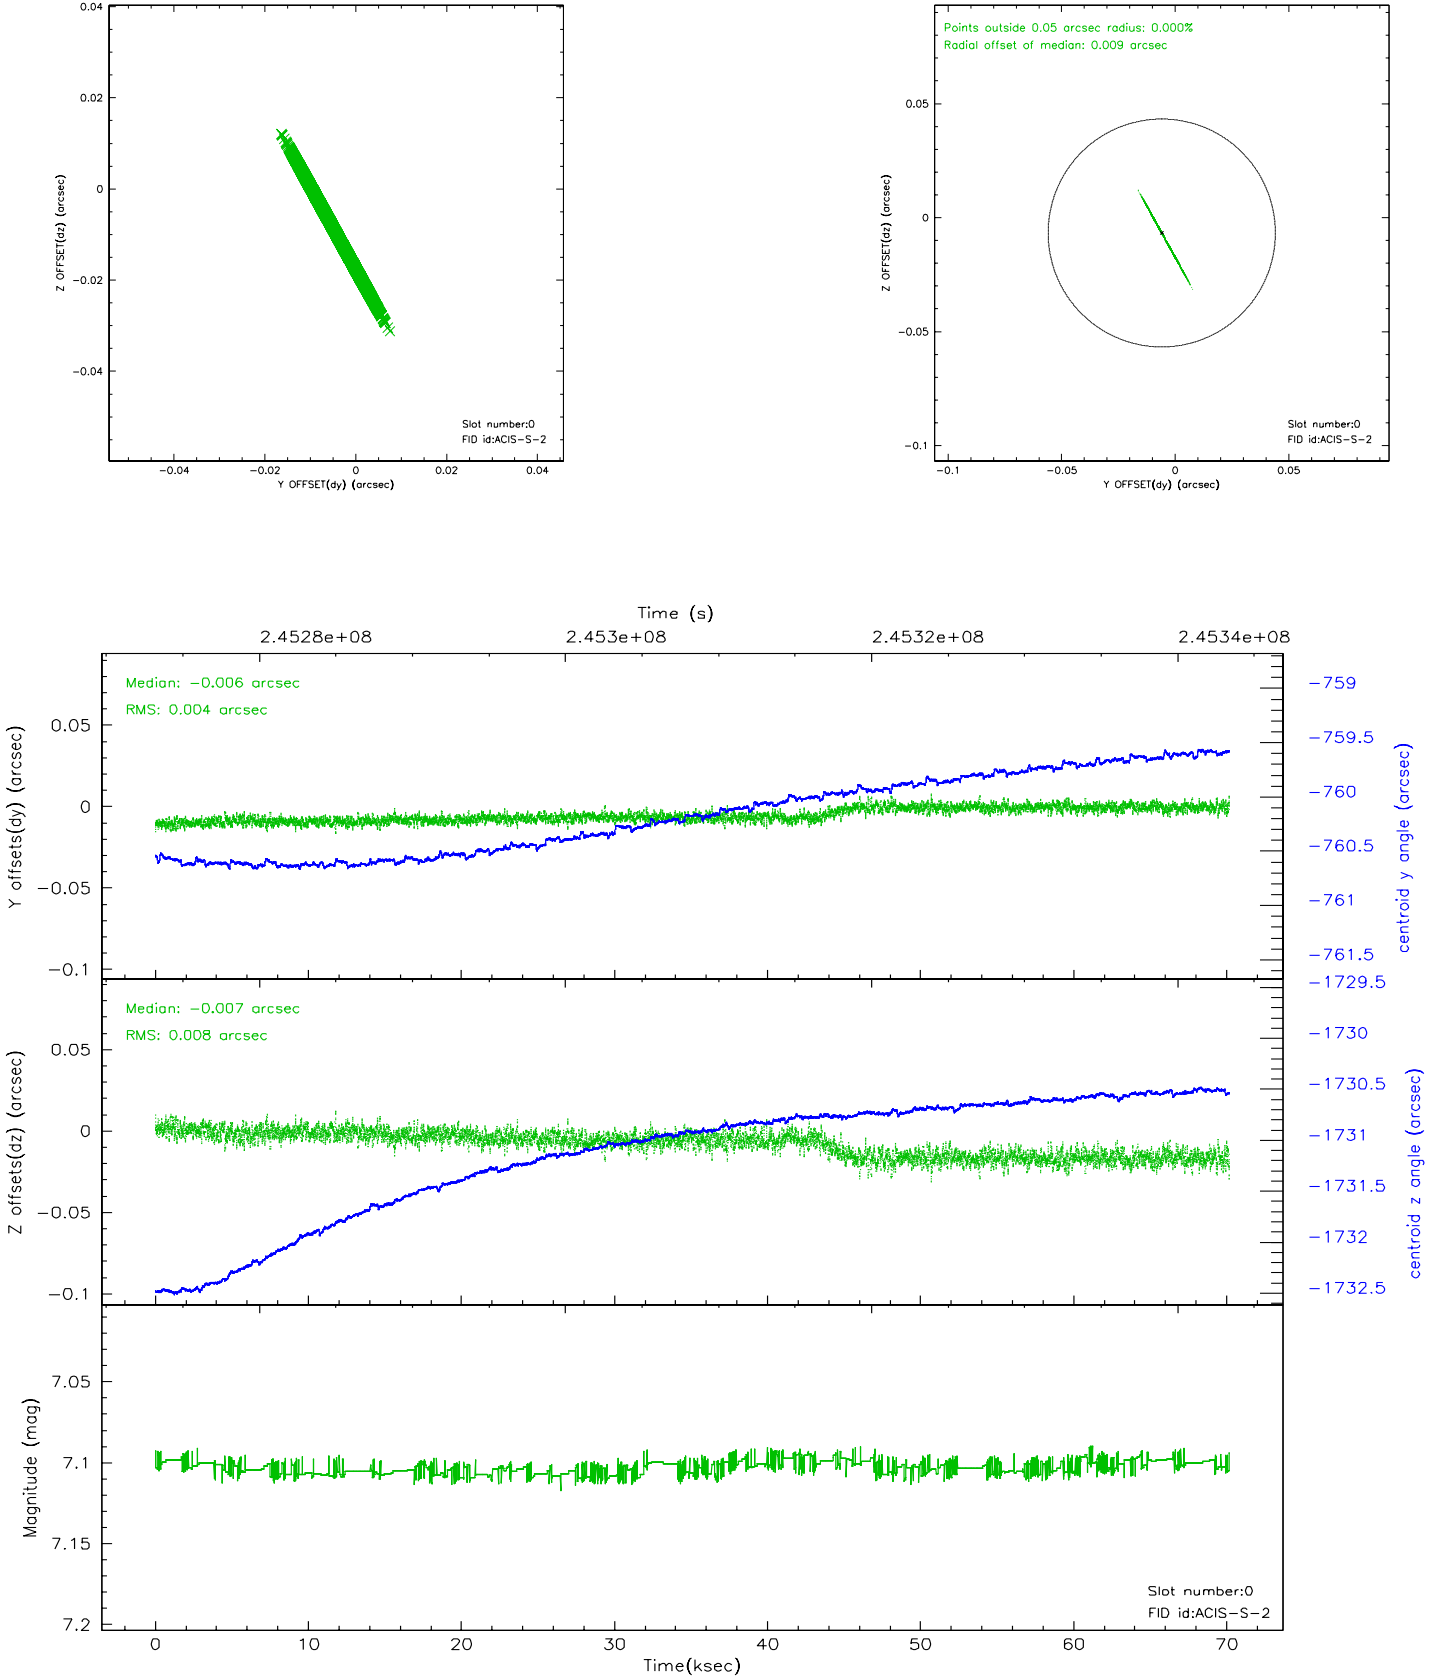 0.04
0.02
0
−0.02
−0.04
Z OFFSET(dz) (arcsec)
Slot number:0
FID id:ACIS−S−2
−0.04 −0.02 0 0.02 0.04
Y OFFSET(dy) (arcsec)
Points outside 0.05 arcsec radius: 0.000%
Radial offset of median: 0.009 arcsec
0.05
0
−0.05
−0.1
Z OFFSET(dz) (arcsec)
Slot number:0
FID id:ACIS−S−2
−0.1 −0.05 0 0.05
Y OFFSET(dy) (arcsec)
Time (s)
2.4528e+08 2.453e+08 2.4532e+08 2.4534e+08
Median: −0.006 arcsec
RMS: 0.004 arcsec
0.05
0
−0.05
−0.1
Y offsets(dy) (arcsec)
−759
−759.5
−760
−760.5
−761
−761.5
centroid y angle (arcsec)
Median: −0.007 arcsec
RMS: 0.008 arcsec
0.05
0
−0.05
−0.1
Z offsets(dz) (arcsec)
−1729.5
−1730
−1730.5
−1731
−1731.5
−1732
−1732.5
centroid z angle (arcsec)
7.05
7.1
7.15
7.2
Magnitude (mag)
Slot number:0
FID id:ACIS−S−2
0 10 20 30 40 50 60 70
Time(ksec)